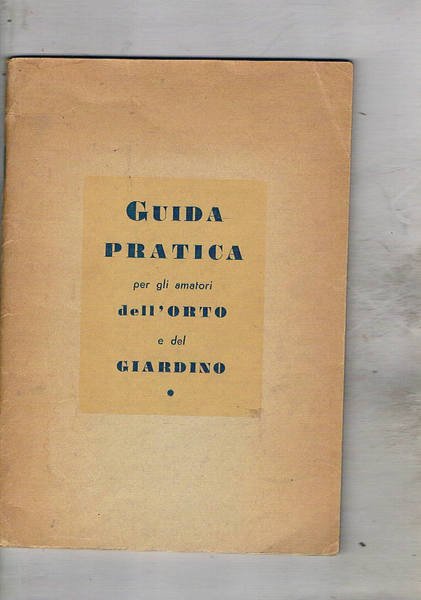 GUIDA
PRATICA
per gli amatori
dell'ORTO
e del
GIARDINO